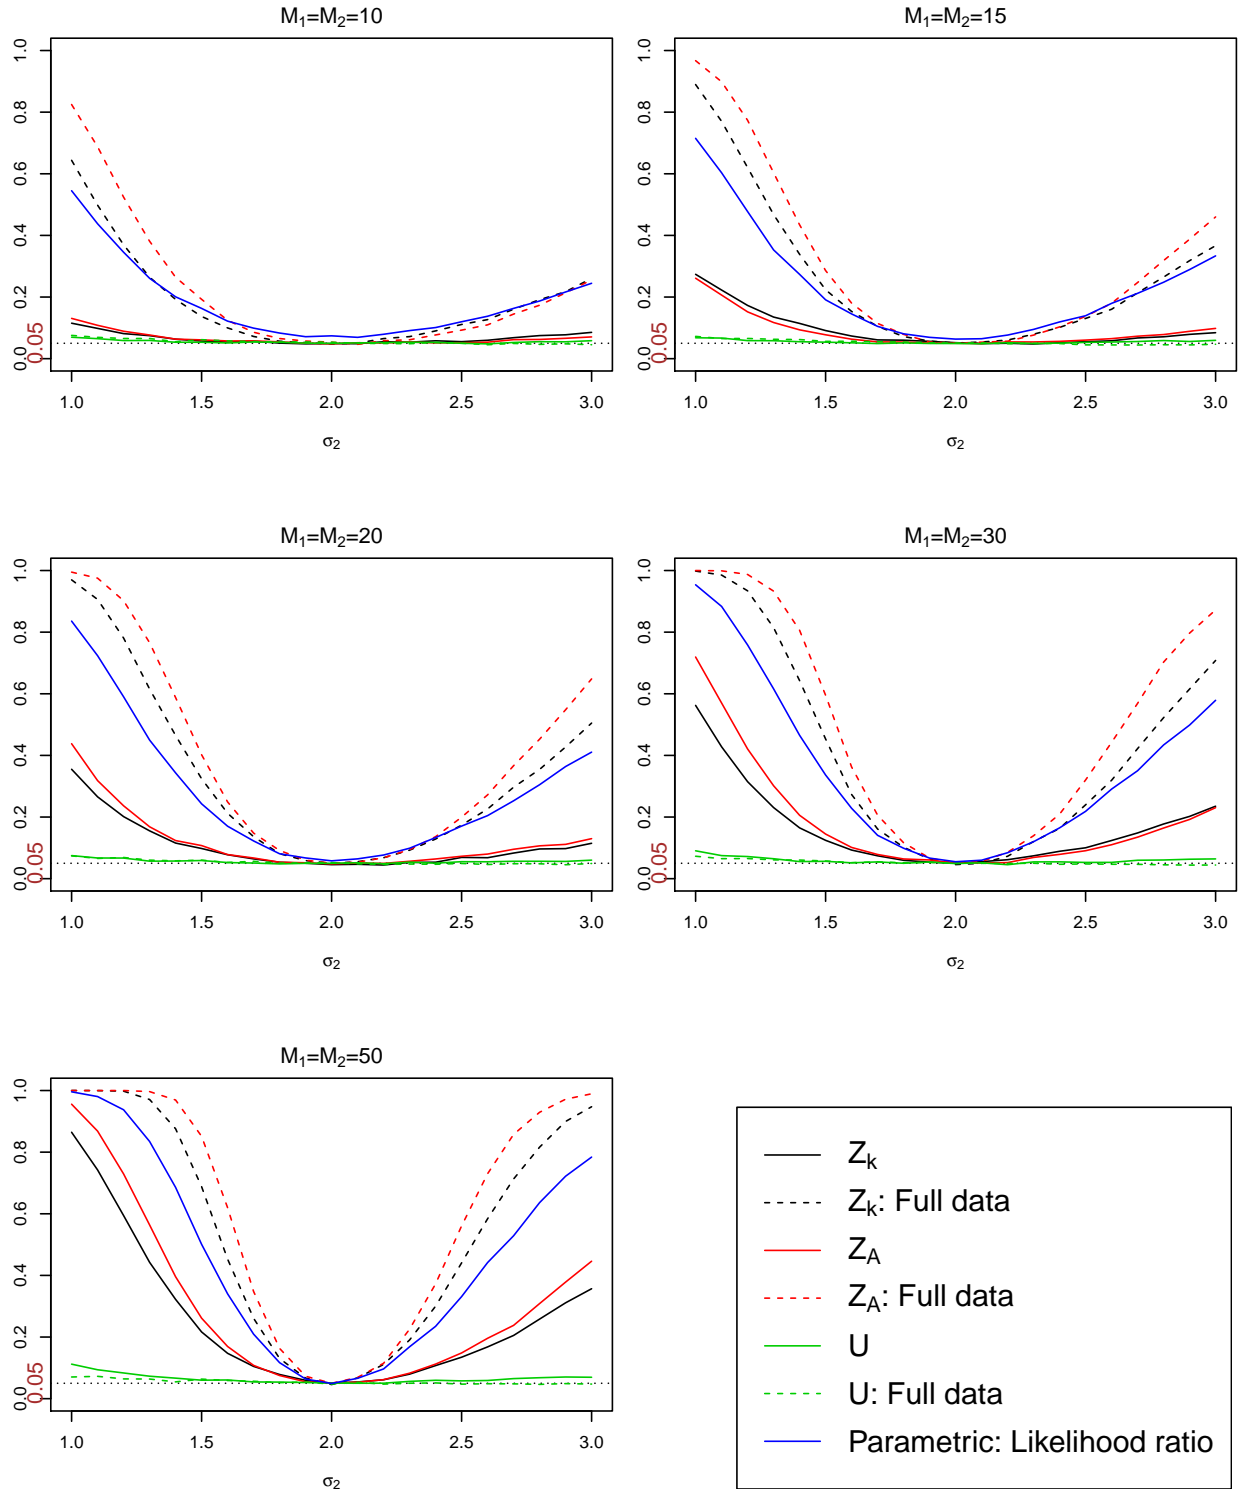 M₁=M₂=10
1.0
0.8
0.6
0.4
0.2
0.0
0.05
1.0 1.5 2.0 2.5 3.0
σ₂
M₁=M₂=15
1.0
0.8
0.6
0.4
0.2
0.0
0.05
1.0 1.5 2.0 2.5 3.0
σ₂
M₁=M₂=20
1.0
0.8
0.6
0.4
0.2
0.0
0.05
1.0 1.5 2.0 2.5 3.0
σ₂
M₁=M₂=30
1.0
0.8
0.6
0.4
0.2
0.0
0.05
1.0 1.5 2.0 2.5 3.0
σ₂
M₁=M₂=50
1.0
0.8
0.6
0.4
0.2
0.0
0.05
1.0 1.5 2.0 2.5 3.0
σ₂
Zₖ
Zₖ: Full data
Z_A
Z_A: Full data
U
U: Full data
Parametric: Likelihood ratio